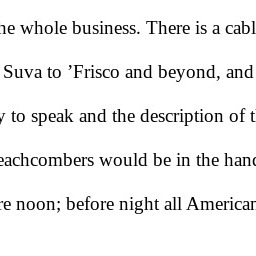 he whole business. There is a cabl
Suva to ’Frisco and beyond, and
y to speak and the description of t
eachcombers would be in the hand
re noon; before night all American